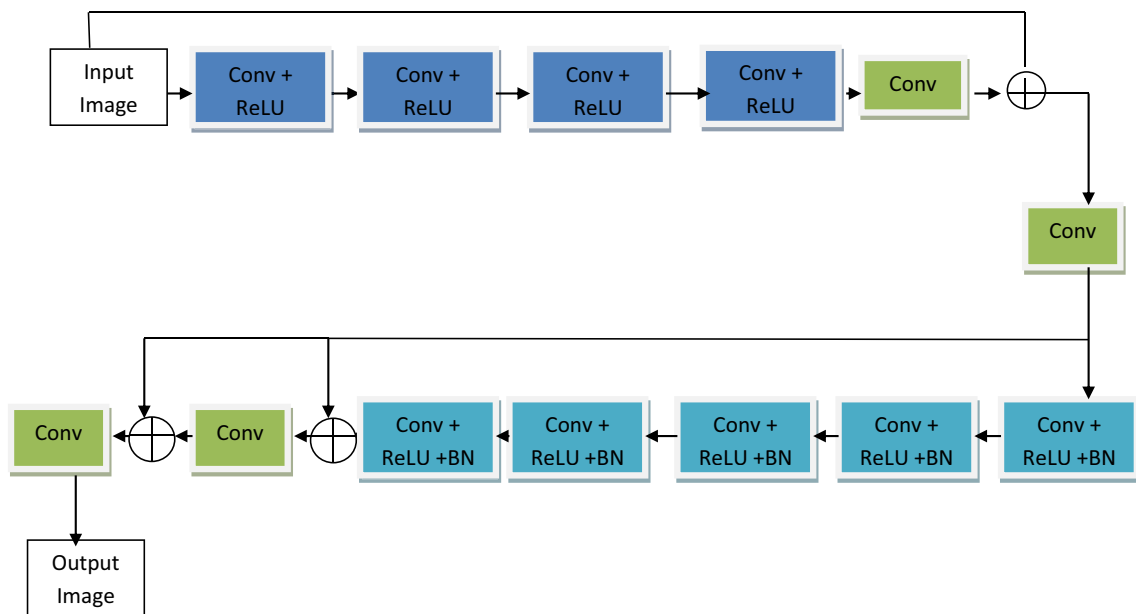 Input
Image
Conv +
ReLU
Conv +
ReLU
Conv +
ReLU
Conv +
ReLU
Conv
Conv
Conv +
ReLU +BN
Conv +
ReLU +BN
Conv +
ReLU +BN
Conv +
ReLU +BN
Conv +
ReLU +BN
Conv
Conv
Output
Image